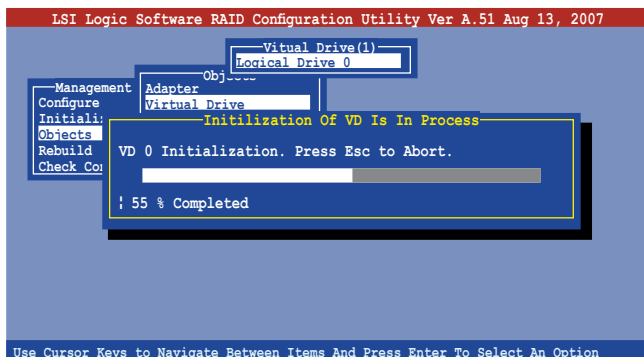 LSI Logic Software RAID Configuration Utility Ver A.51 Aug 13, 2007
Vitual Drive(1)
Logical Drive 0
Objects
Adapter
Virtual Drive
Management
Configure
Objects
Rebuild
Initilization Of VD Is In Process
VD 0 Initialization. Press Esc to Abort.
¦ 55 % Completed
Check
Use Cursor Keys to Navigate Between Items And Press Enter To Select An Option